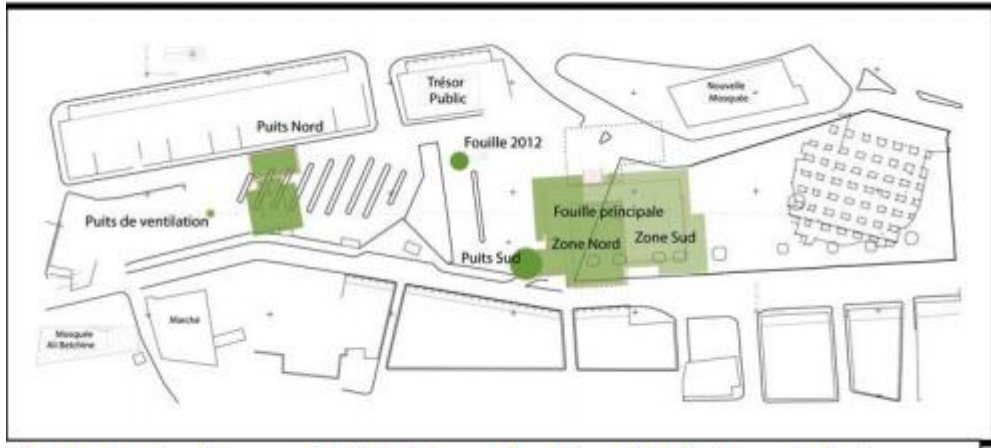 Trésor
Public
Nouvelle
Mosquée
Puits Nord
Fouille 2012
Puits de ventilation
Fouille principale
Zone Nord
Zone Sud
Puits Sud
Marché
Mosquée
Ali Betchine